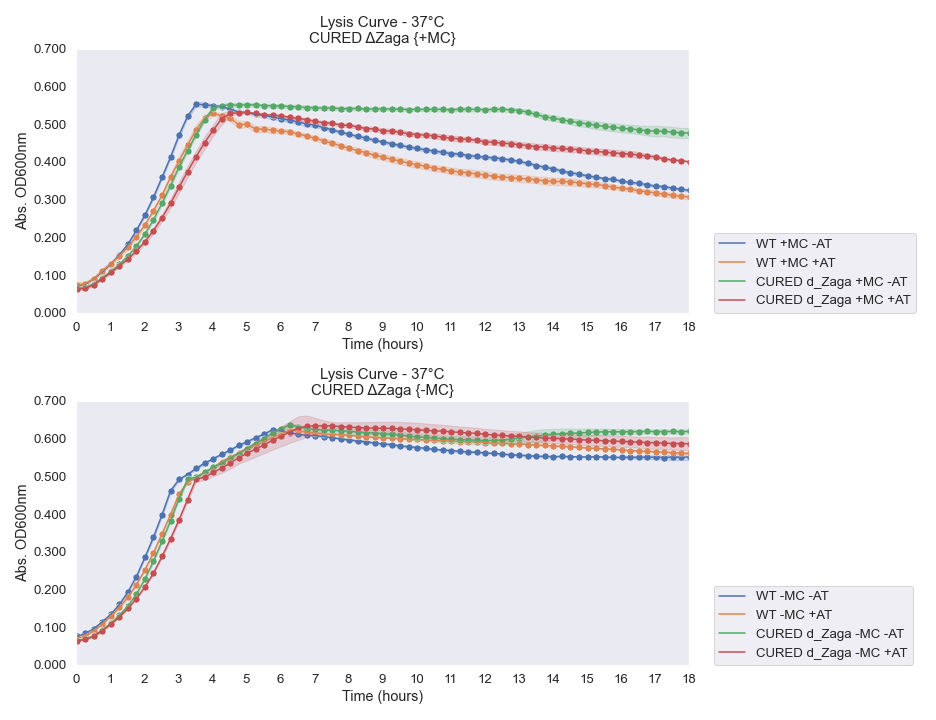 Lysis Curve - 37°C
CURED ΔZaga {+MC}
0.700
0.600
0.500
0.400
0.300
0.200
0.100
0.000
Abs. OD600nm
0 1 2 3 4 5 6 7 8 9 10 11 12 13 14 15 16 17 18
Time (hours)
WT +MC -AT
WT +MC +AT
CURED d_Zaga +MC -AT
CURED d_Zaga +MC +AT
Lysis Curve - 37°C
CURED ΔZaga {-MC}
0.700
0.600
0.500
0.400
0.300
0.200
0.100
0.000
Abs. OD600nm
0 1 2 3 4 5 6 7 8 9 10 11 12 13 14 15 16 17 18
Time (hours)
WT -MC -AT
WT -MC +AT
CURED d_Zaga -MC -AT
CURED d_Zaga -MC +AT